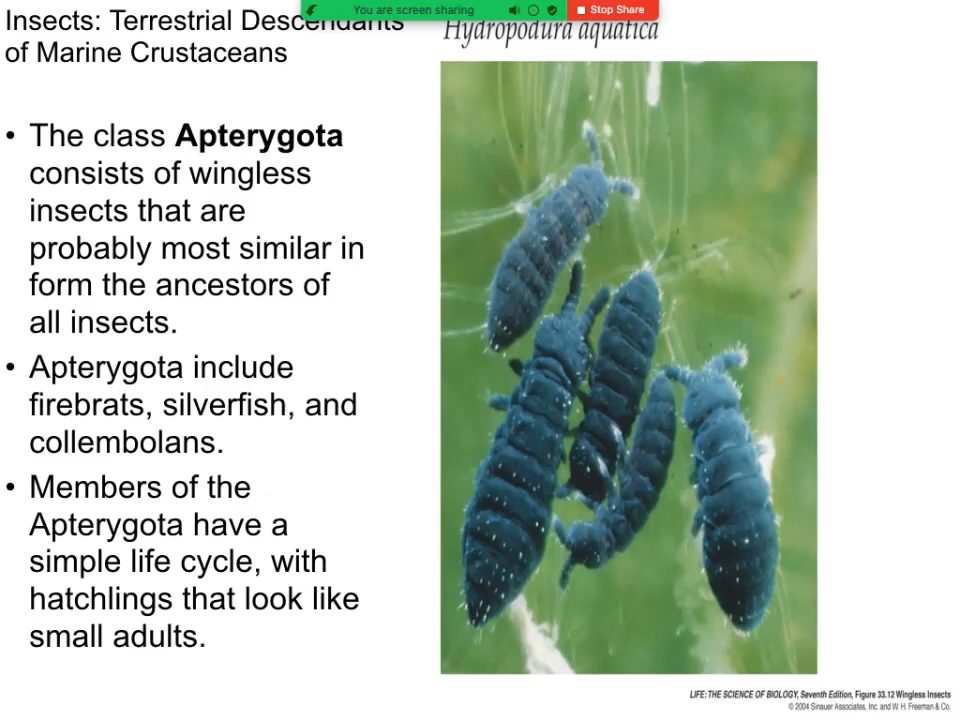 You are screen sharing
Stop Share
Insects: Terrestrial Descendants
of Marine Crustaceans
Hydropodura aquatica
• The class Apterygota
consists of wingless
insects that are
probably most similar in
form the ancestors of
all insects.
• Apterygota include
firebrats, silverfish, and
collembolans.
• Members of the
Apterygota have a
simple life cycle, with
hatchlings that look like
small adults.
LIFE: THE SCIENCE OF BIOLOGY, Seventh Edition, Figure 33.12 Wingless Insects
© 2004 Sinauer Associates, Inc. and W. H. Freeman & Co.